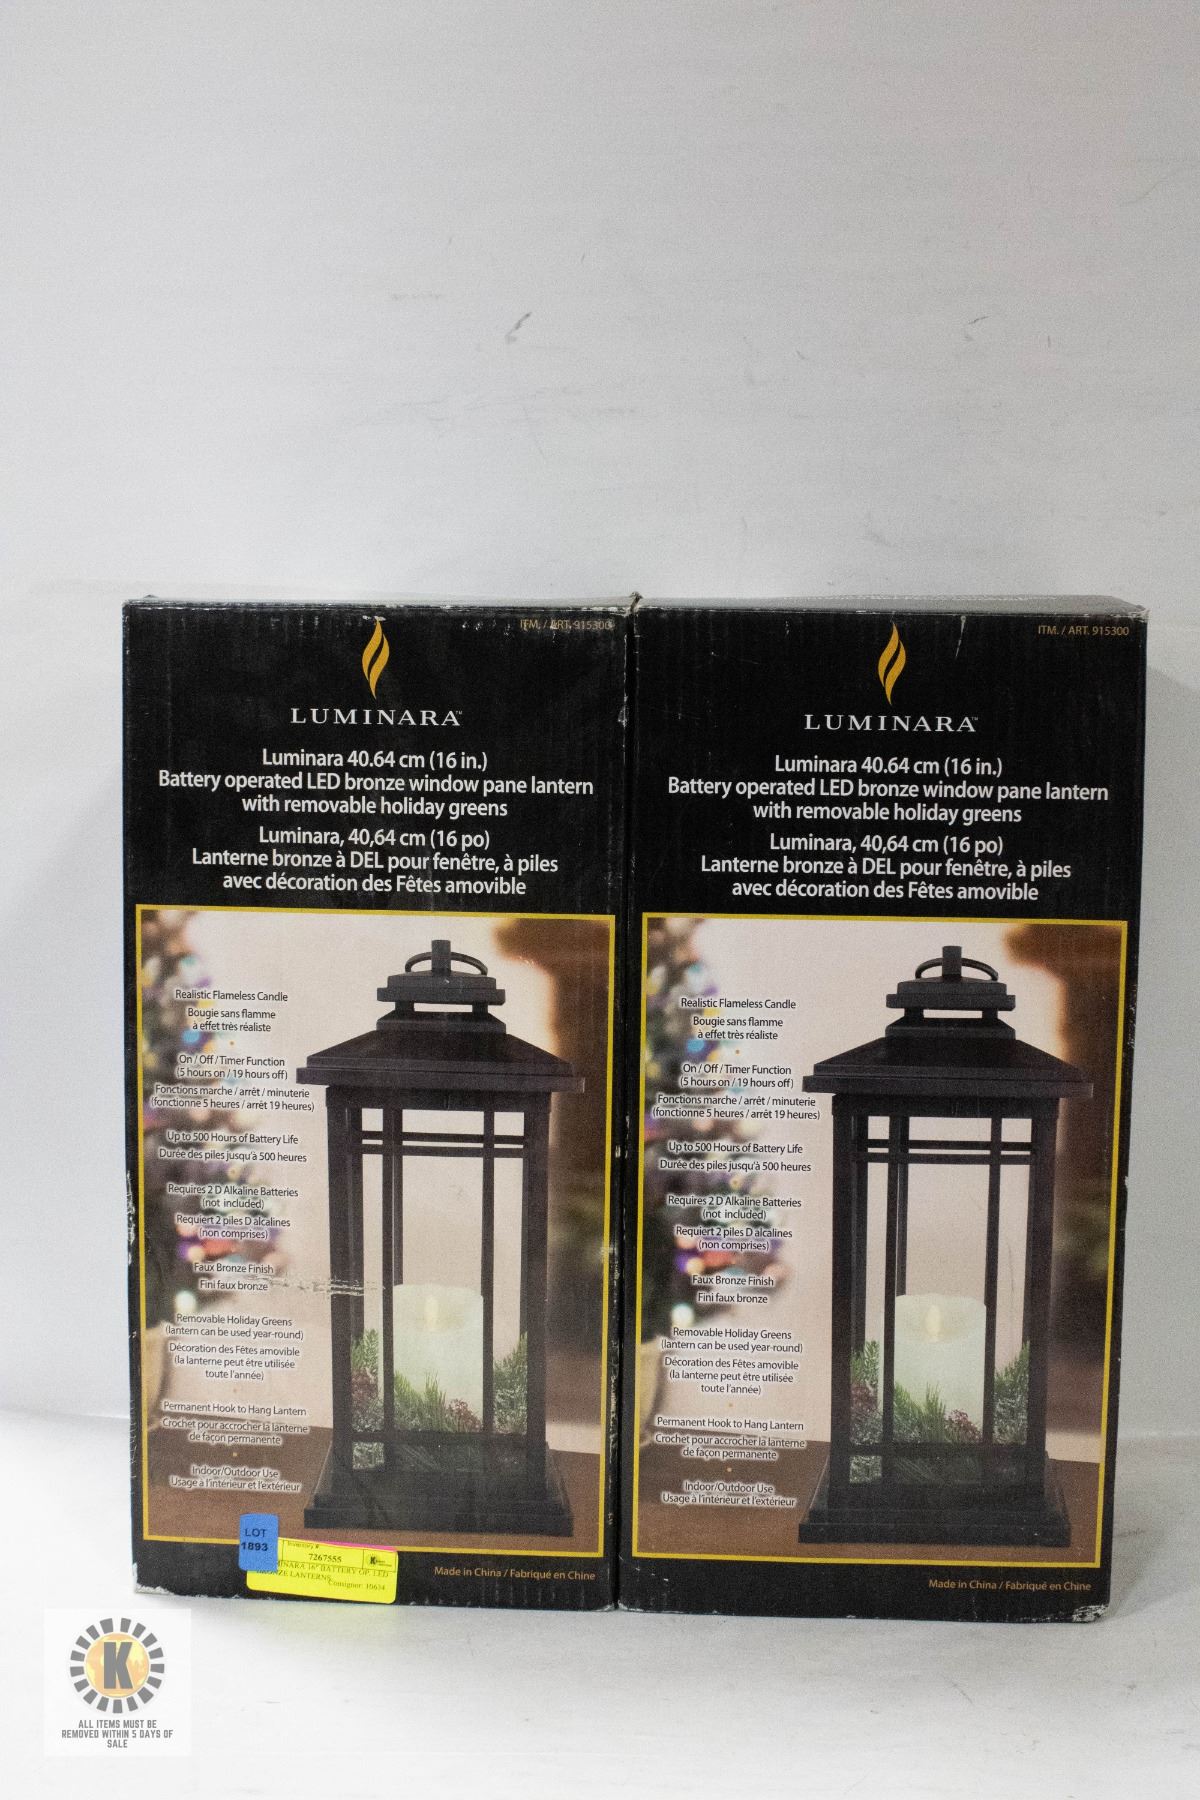 ITM. / ART. 915300
LUMINARA™
Luminara 40.64 cm (16 in.)
Battery operated LED bronze window pane lantern
with removable holiday greens
Luminara, 40,64 cm (16 po)
Lanterne bronze à DEL pour fenêtre, à piles
avec décoration des Fêtes amovible
Realistic Flameless Candle
Bougie sans flamme
à effet très réaliste
On / Off / Timer Function
(5 hours on / 19 hours off)
Fonctions marche / arrêt / minuterie
(fonctionne 5 heures / arrêt 19 heures)
Up to 500 Hours of Battery Life
Durée des piles jusqu'à 500 heures
Requires 2 D Alkaline Batteries
(not included)
Requiert 2 piles D alcalines
(non comprises)
Faux Bronze Finish
Fini faux bronze
Removable Holiday Greens
(lantern can be used year-round)
Décoration des Fêtes amovible
(la lanterne peut être utilisée
toute l'année)
Permanent Hook to Hang Lantern
Crochet pour accrocher la lanterne
de façon permanente
Indoor/Outdoor Use
Usage à l'intérieur et l'extérieur
Made in China / Fabriqué en Chine
LOT
1893
Inventory #:
7267555
16" BATTERY OP. LED
LANTERNS
Consignor: 10634
ITM. / ART. 915300
LUMINARA™
Luminara 40.64 cm (16 in.)
Battery operated LED bronze window pane lantern
with removable holiday greens
Luminara, 40,64 cm (16 po)
Lanterne bronze à DEL pour fenêtre, à piles
avec décoration des Fêtes amovible
Realistic Flameless Candle
Bougie sans flamme
à effet très réaliste
On / Off / Timer Function
(5 hours on / 19 hours off)
Fonctions marche / arrêt / minuterie
(fonctionne 5 heures / arrêt 19 heures)
Up to 500 Hours of Battery Life
Durée des piles jusqu'à 500 heures
Requires 2 D Alkaline Batteries
(not included)
Requiert 2 piles D alcalines
(non comprises)
Faux Bronze Finish
Fini faux bronze
Removable Holiday Greens
(lantern can be used year-round)
Décoration des Fêtes amovible
(la lanterne peut être utilisée
toute l'année)
Permanent Hook to Hang Lantern
Crochet pour accrocher la lanterne
de façon permanente
Indoor/Outdoor Use
Usage à l'intérieur et l'extérieur
Made in China / Fabriqué en Chine
K
ALL ITEMS MUST BE
REMOVED WITHIN 5 DAYS OF
SALE